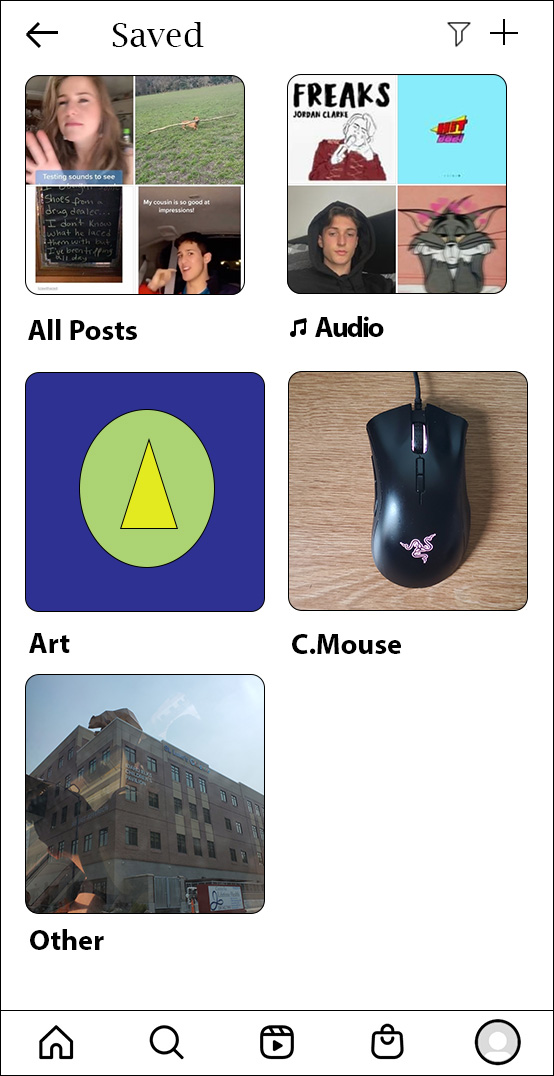 Saved
Testing sounds to see
shoes from a
drug dealer...
I don't know
what he laced
them with but
I've been tripping
all day
My cousin is so good at
impressions!
FREAKS
JORDAN CLARKE
HIT
All Posts
Audio
Art
C.Mouse
Other